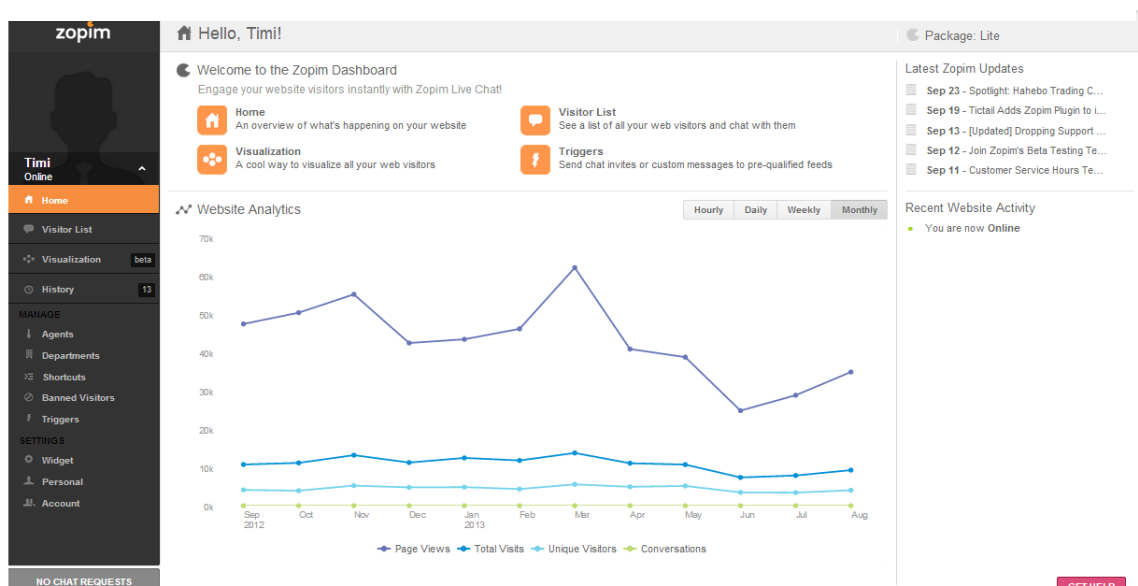 zopim
Hello, Timi!
Package: Lite
Timi
Online
Home
Visitor List
Visualization beta
History 13
MANAGE
Agents
Departments
Shortcuts
Banned Visitors
Triggers
SETTINGS
Widget
Personal
Account
NO CHAT REQUESTS
Welcome to the Zopim Dashboard
Engage your website visitors instantly with Zopim Live Chat!
Home
An overview of what's happening on your website
Visitor List
See a list of all your web visitors and chat with them
Visualization
A cool way to visualize all your web visitors
Triggers
Send chat invites or custom messages to pre-qualified feeds
Website Analytics
Hourly Daily Weekly Monthly
70k
60k
50k
40k
30k
20k
10k
0k
Sep Oct Nov Dec Jan Feb Mar Apr May Jun Jul Aug
2012 2013
Page Views Total Visits Unique Visitors Conversations
Latest Zopim Updates
Sep 23 - Spotlight: Hahebo Trading C...
Sep 19 - Tictail Adds Zopim Plugin to i...
Sep 13 - [Updated] Dropping Support ...
Sep 12 - Join Zopim's Beta Testing Te...
Sep 11 - Customer Service Hours Te...
Recent Website Activity
You are now Online
GET HELP